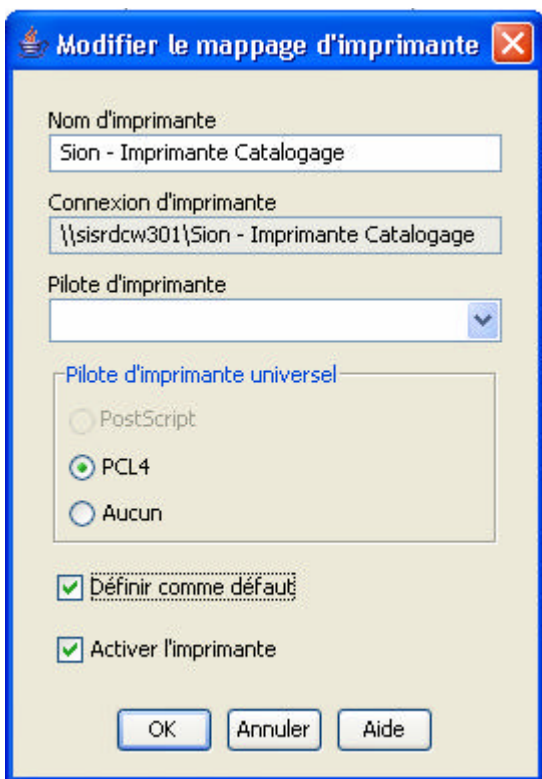 Modifier le mappage d'imprimante
Nom d'imprimante
Sion - Imprimante Catalogage
Connexion d'imprimante
\\sisrdcw301\Sion - Imprimante Catalogage
Pilote d'imprimante
Pilote d'imprimante universel
PostScript
PCL4
Aucun
Définir comme défaut
Activer l'imprimante
OK Annuler Aide